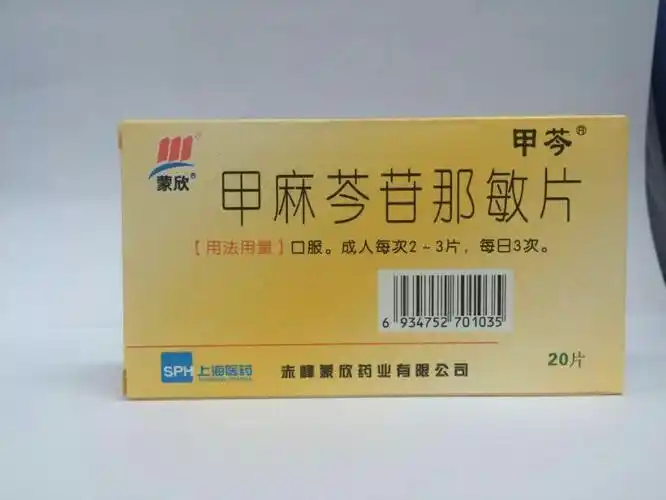 甲芩®
蒙欣®
甲麻芩苷那敏片
【用法用量】口服。成人每次2~3片，每日3次。
6 934752 701035
SPH 上海医药
赤峰蒙欣药业有限公司
20片